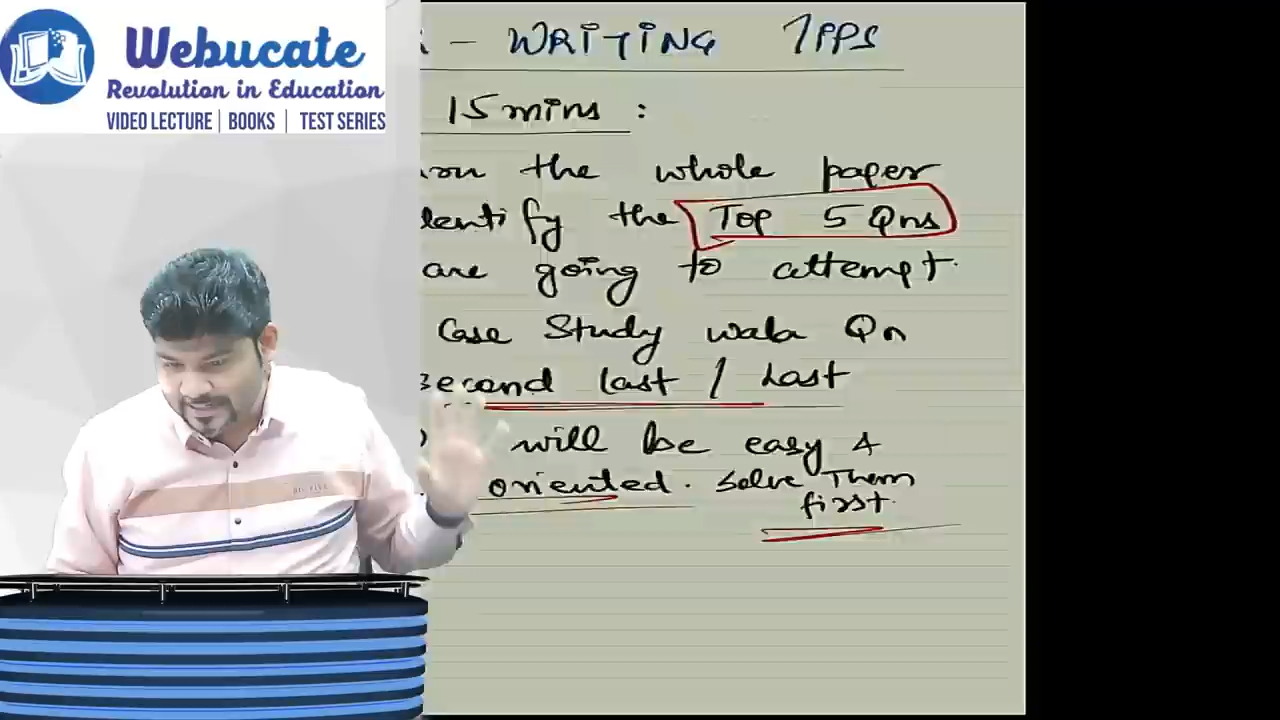 Webucate
Revolution in Education
VIDEO LECTURE | BOOKS | TEST SERIES
- WRITING TIPPS
15 mins :
the whole paper
the Top 5 Qns
are going to attempt.
Case Study wala Qn
second last / Last
will be easy &
oriented. Solve Them
first.